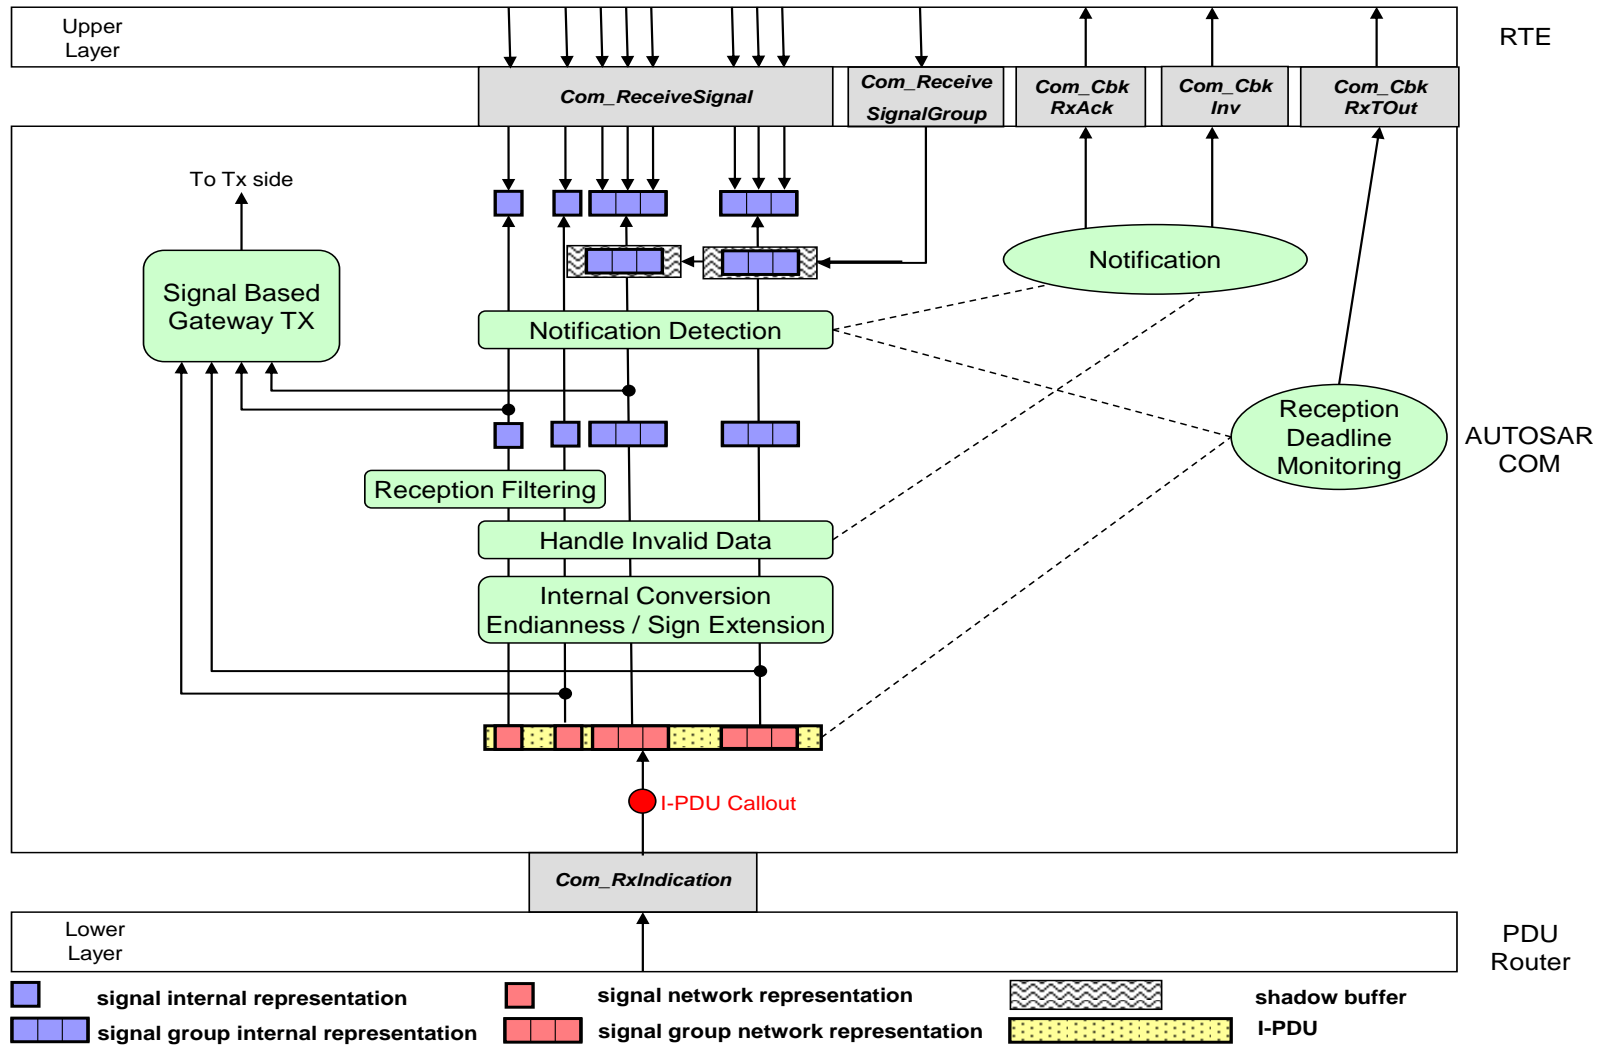 Upper
Layer
RTE
Com_ReceiveSignal
Com_Receive
SignalGroup
Com_Cbk
RxAck
Com_Cbk
Inv
Com_Cbk
RxTOut
To Tx side
Signal Based
Gateway TX
Notification
Notification Detection
Reception
Deadline
Monitoring
AUTOSAR
COM
Reception Filtering
Handle Invalid Data
Internal Conversion
Endianness / Sign Extension
I-PDU Callout
Com_RxIndication
Lower
Layer
PDU
Router
signal internal representation
signal network representation
shadow buffer
signal group internal representation
signal group network representation
I-PDU